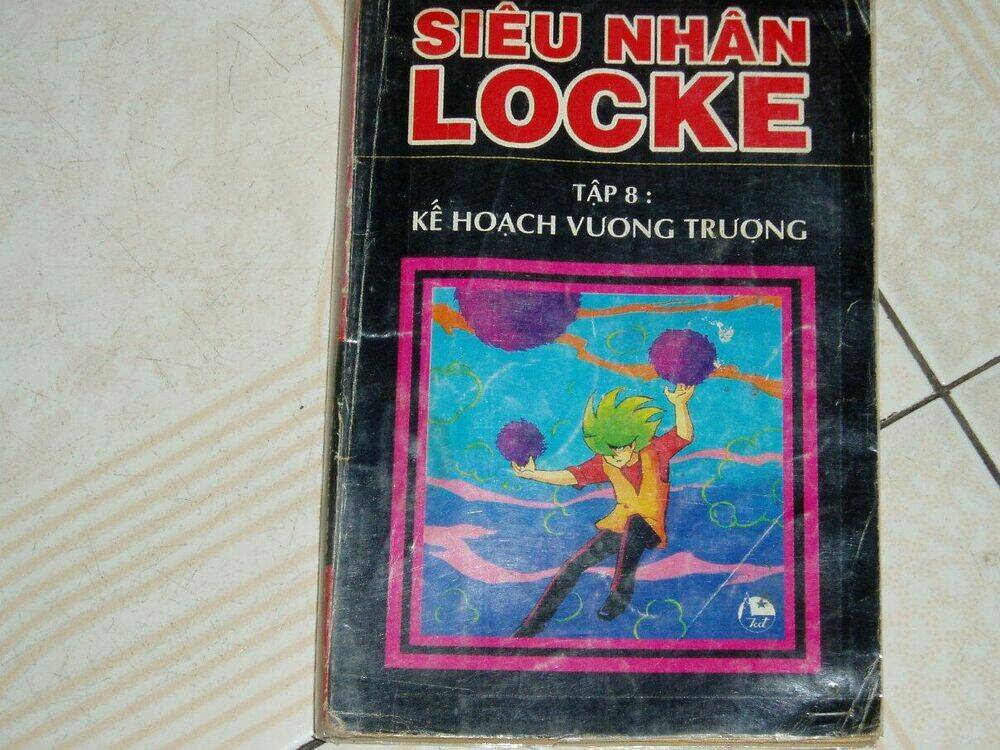 SIÊU NHÂN
LOCKE
TẬP 8 :
KẾ HOẠCH VƯƠNG TRƯỢNG